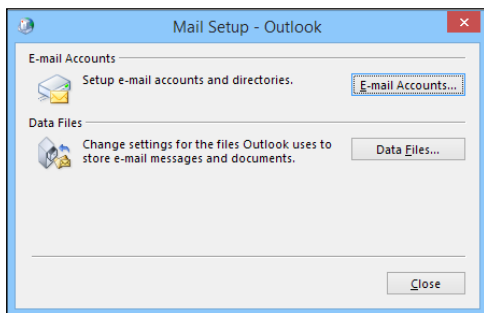 Mail Setup - Outlook
E-mail Accounts
Setup e-mail accounts and directories.
E-mail Accounts...
Data Files
Change settings for the files Outlook uses to
store e-mail messages and documents.
Data Files...
Close